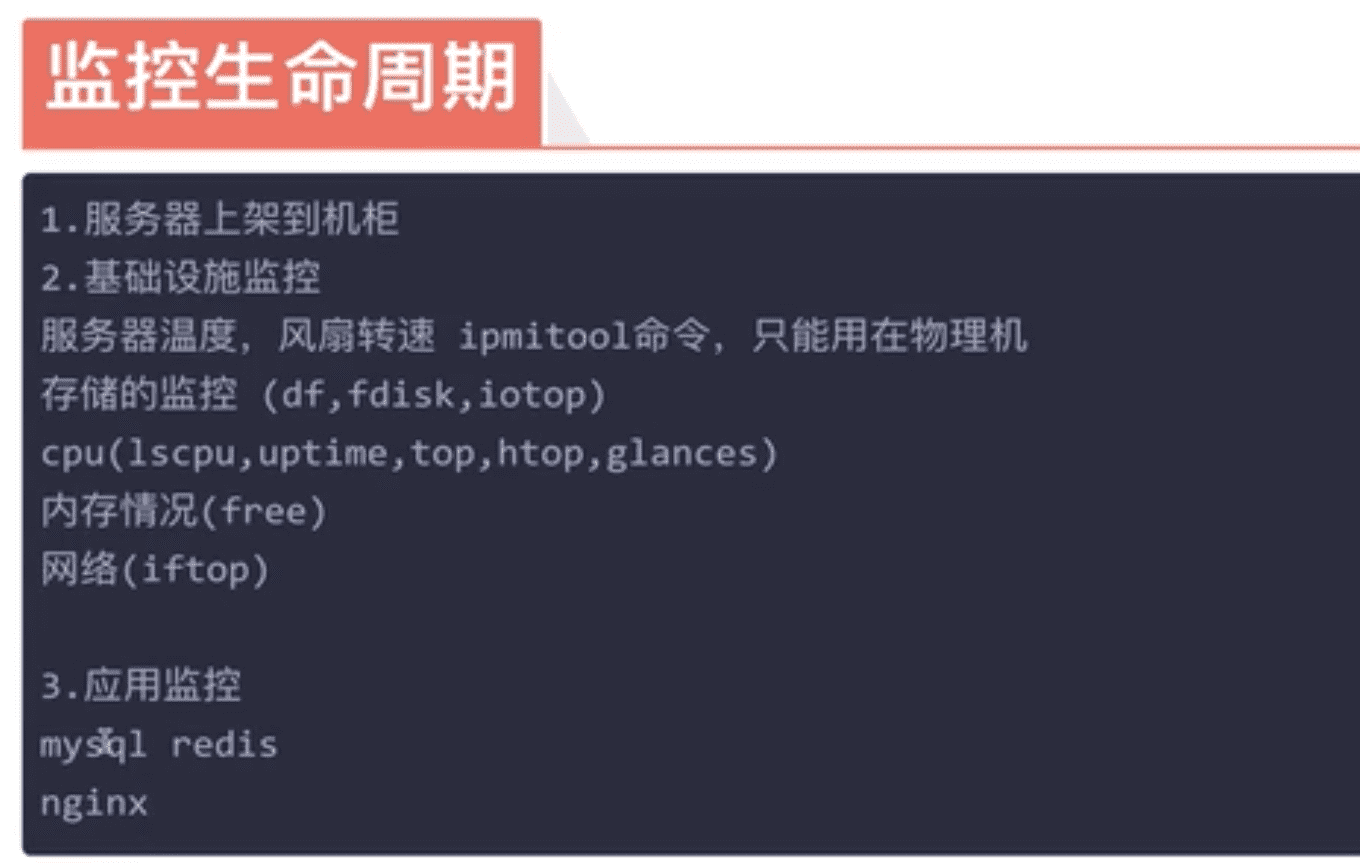 监控生命周期
1.服务器上架到机柜
2.基础设施监控
服务器温度，风扇转速 ipmitool命令，只能用在物理机
存储的监控 (df,fdisk,iotop)
cpu(lscpu,uptime,top,htop,glances)
内存情况(free)
网络(iftop)
3.应用监控
mysql redis
nginx